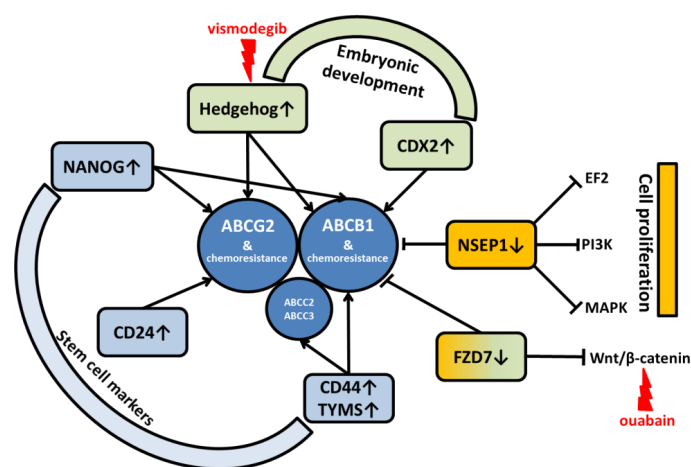 vismodegib
Embryonic
development
Hedgehog↑
CDX2↑
NANOG↑
EF2
ABCG2
&
chemoresistance
ABCB1
&
chemoresistance
NSEP1↓
PI3K
Cell proliferation
ABCC2
ABCC3
MAPK
CD24↑
Stem cell markers
FZD7↓
Wnt/β-catenin
CD44↑
TYMS↑
ouabain